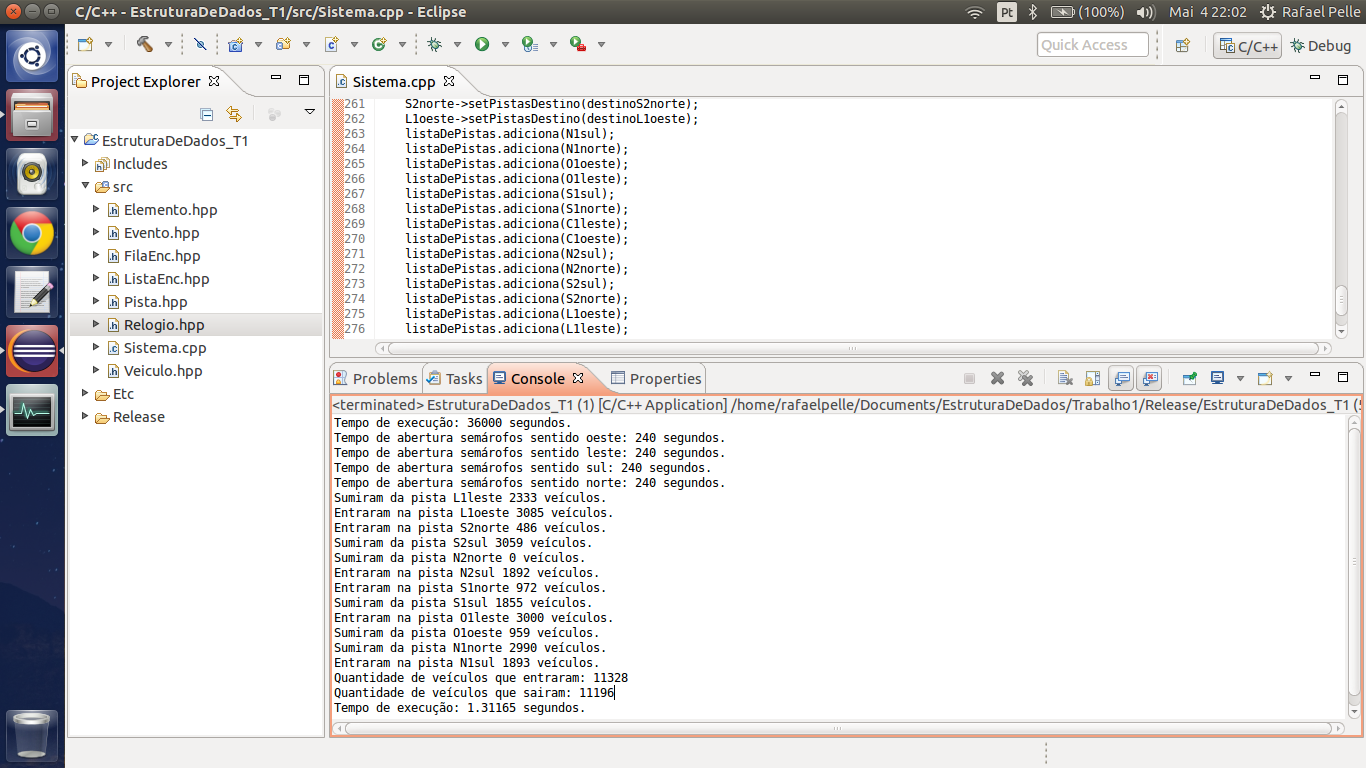 C/C++ - EstruturaDeDados_T1/src/Sistema.cpp - Eclipse
Pt
(100%)
Mai 4 22:02
Rafael Pelle
Quick Access
C/C++
Debug
Project Explorer
EstruturaDeDados_T1
Includes
src
Elemento.hpp
Evento.hpp
FilaEnc.hpp
ListaEnc.hpp
Pista.hpp
Relogio.hpp
Sistema.cpp
Veiculo.hpp
Etc
Release
Sistema.cpp
261 S2norte->setPistasDestino(destinoS2norte);
262 L1oeste->setPistasDestino(destinoL1oeste);
263 listaDePistas.adiciona(N1sul);
264 listaDePistas.adiciona(N1norte);
265 listaDePistas.adiciona(O1oeste);
266 listaDePistas.adiciona(O1leste);
267 listaDePistas.adiciona(S1sul);
268 listaDePistas.adiciona(S1norte);
269 listaDePistas.adiciona(C1leste);
270 listaDePistas.adiciona(C1oeste);
271 listaDePistas.adiciona(N2sul);
272 listaDePistas.adiciona(N2norte);
273 listaDePistas.adiciona(S2sul);
274 listaDePistas.adiciona(S2norte);
275 listaDePistas.adiciona(L1oeste);
276 listaDePistas.adiciona(L1leste);
Problems
Tasks
Console
Properties
<terminated> EstruturaDeDados_T1 (1) [C/C++ Application] /home/rafaelpelle/Documents/EstruturaDeDados/Trabalho1/Release/EstruturaDeDados_T1 (
Tempo de execução: 36000 segundos.
Tempo de abertura semárofos sentido oeste: 240 segundos.
Tempo de abertura semárofos sentido leste: 240 segundos.
Tempo de abertura semárofos sentido sul: 240 segundos.
Tempo de abertura semárofos sentido norte: 240 segundos.
Sumiram da pista L1leste 2333 veículos.
Entraram na pista L1oeste 3085 veículos.
Entraram na pista S2norte 486 veículos.
Sumiram da pista S2sul 3059 veículos.
Sumiram da pista N2norte 0 veículos.
Entraram na pista N2sul 1892 veículos.
Entraram na pista S1norte 972 veículos.
Sumiram da pista S1sul 1855 veículos.
Entraram na pista O1leste 3000 veículos.
Sumiram da pista O1oeste 959 veículos.
Sumiram da pista N1norte 2990 veículos.
Entraram na pista N1sul 1893 veículos.
Quantidade de veículos que entraram: 11328
Quantidade de veículos que sairam: 11196
Tempo de execução: 1.31165 segundos.